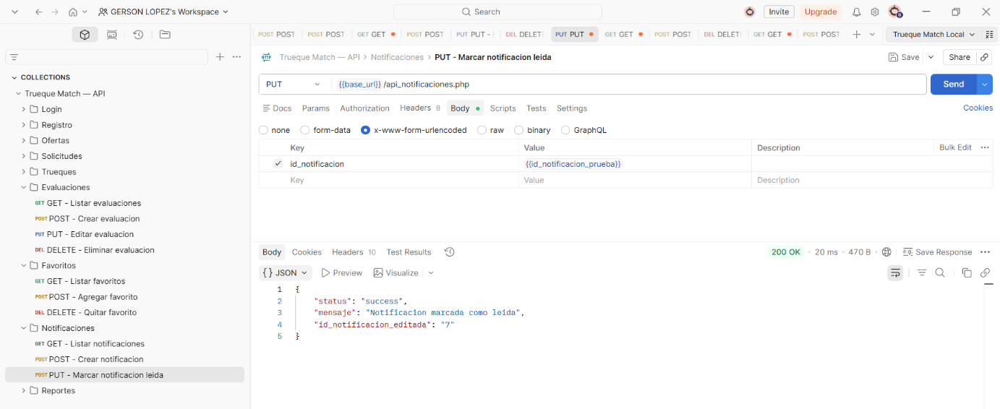 GERSON LOPEZ's Workspace
Search
Invite
Upgrade
POST POST
POST POST
GET GET
POST POST
PUT PUT -
DEL DELET
PUT PUT
GET GET
POST POST
DEL DELET
GET GET
POST POST
Trueque Match Local
COLLECTIONS
Trueque Match — API
Login
Registro
Ofertas
Solicitudes
Trueques
Evaluaciones
GET GET - Listar evaluaciones
POST POST - Crear evaluacion
PUT PUT - Editar evaluacion
DEL DELETE - Eliminar evaluacion
Favoritos
GET GET - Listar favoritos
POST POST - Agregar favorito
DEL DELETE - Quitar favorito
Notificaciones
GET GET - Listar notificaciones
POST POST - Crear notificacion
POST PUT - Marcar notificacion leida
Reportes
HTTP Trueque Match — API > Notificaciones > PUT - Marcar notificacion leida
Save
Share
PUT
{{base_url}} /api_notificaciones.php
Send
Docs Params Authorization Headers 8 Body Scripts Tests Settings
Cookies
none form-data x-www-form-urlencoded raw binary GraphQL
Key Value Description Bulk Edit
id_notificacion {{id_notificacion_prueba}}
Key Value Description
Body Cookies Headers 10 Test Results
200 OK • 20 ms • 470 B
e.g. Save Response
{} JSON Preview Visualize
1 {
2 "status": "success",
3 "mensaje": "Notificacion marcada como leida",
4 "id_notificacion_editada": "7"
5 }